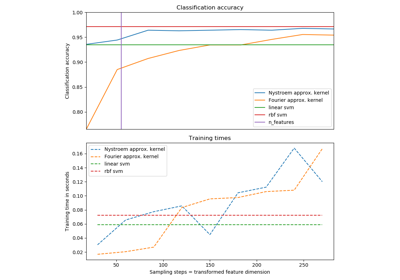 Classification accuracy
1.00
0.95
0.90
0.85
0.80
Classification accuracy
Nystroem approx. kernel
Fourier approx. kernel
linear svm
rbf svm
n_features
Training times
0.16
0.14
0.12
0.10
0.08
0.06
0.04
0.02
Training time in seconds
Nystroem approx. kernel
Fourier approx. kernel
linear svm
rbf svm
50 100 150 200 250
Sampling steps = transformed feature dimension